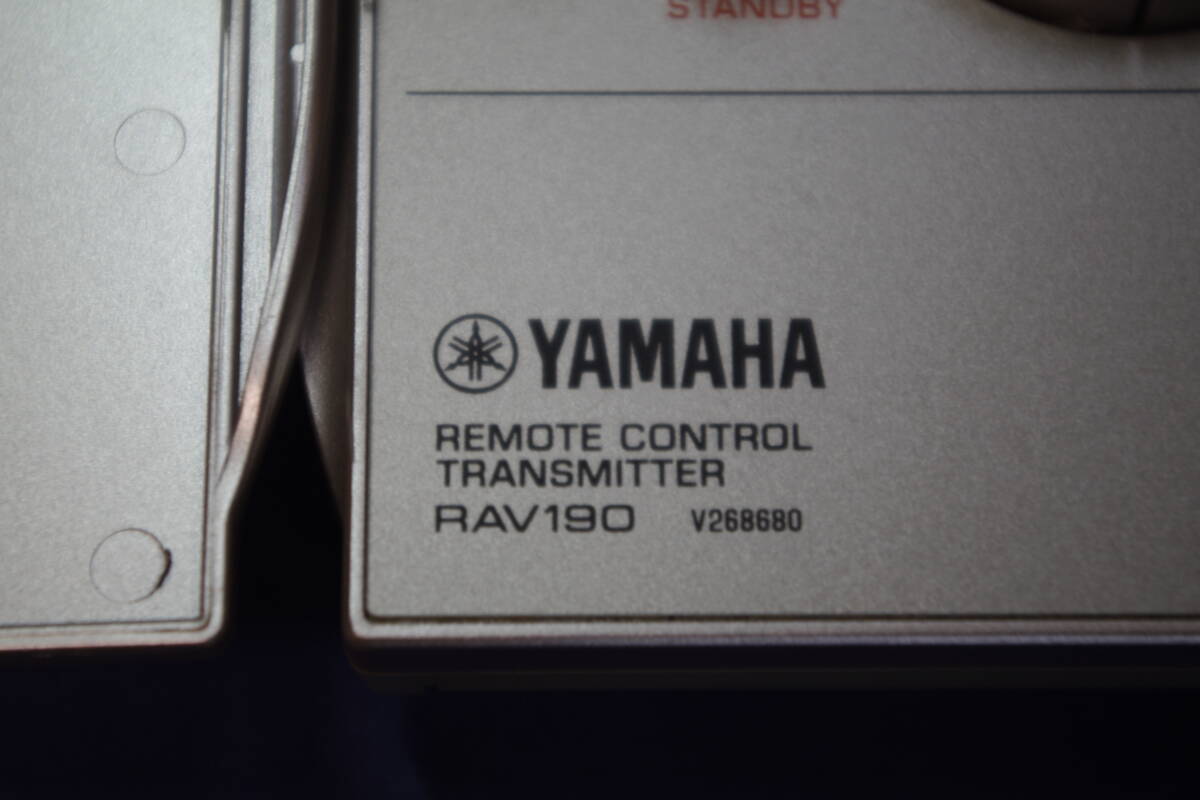 STANDBY
YAMAHA
REMOTE CONTROL
TRANSMITTER
RAV190 V268680